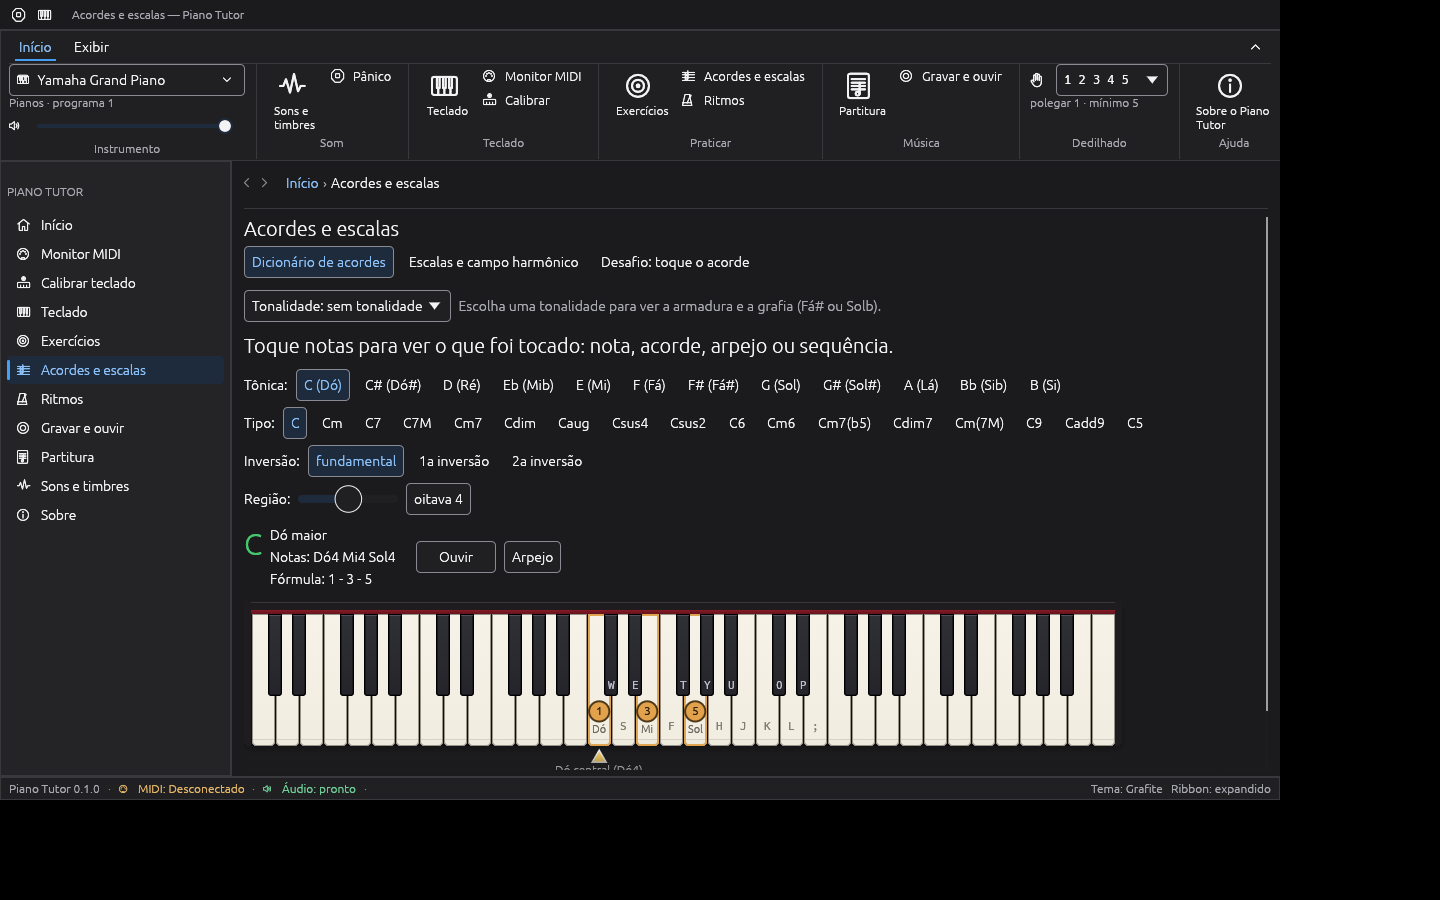 Acordes e escalas — Piano Tutor
Início Exibir
Yamaha Grand Piano
Pianos · programa 1
Instrumento
Sons e timbres
Pânico
Som
Teclado
Monitor MIDI
Calibrar
Teclado
Exercícios
Acordes e escalas
Ritmos
Praticar
Partitura
Gravar e ouvir
Música
1 2 3 4 5
polegar 1 · mínimo 5
Dedilhado
Sobre o Piano Tutor
Ajuda
PIANO TUTOR
Início
Monitor MIDI
Calibrar teclado
Teclado
Exercícios
Acordes e escalas
Ritmos
Gravar e ouvir
Partitura
Sons e timbres
Sobre
Início › Acordes e escalas
Acordes e escalas
Dicionário de acordes Escalas e campo harmônico Desafio: toque o acorde
Tonalidade: sem tonalidade Escolha uma tonalidade para ver a armadura e a grafia (Fá# ou Solb).
Toque notas para ver o que foi tocado: nota, acorde, arpejo ou sequência.
Tônica: C (Dó) C# (Dó#) D (Ré) Eb (Mib) E (Mi) F (Fá) F# (Fá#) G (Sol) G# (Sol#) A (Lá) Bb (Sib) B (Si)
Tipo: C Cm C7 C7M Cm7 Cdim Caug Csus4 Csus2 C6 Cm6 Cm7(b5) Cdim7 Cm(7M) C9 Cadd9 C5
Inversão: fundamental 1a inversão 2a inversão
Região: oitava 4
C
Dó maior
Notas: Dó4 Mi4 Sol4
Fórmula: 1 - 3 - 5
Ouvir Arpejo
W E T Y U O P
1 3 5
Dó S Mi F Sol H J K L ;
Dó central (Dó4)
Piano Tutor 0.1.0 · MIDI: Desconectado · Áudio: pronto ·
Tema: Grafite Ribbon: expandido